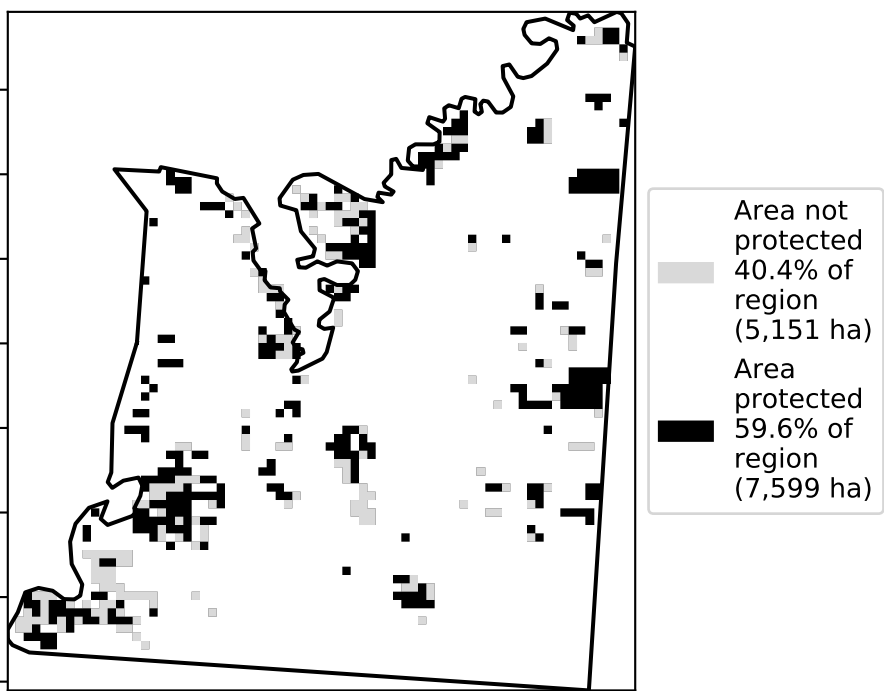 Area not
protected
40.4% of
region
(5,151 ha)
Area
protected
59.6% of
region
(7,599 ha)